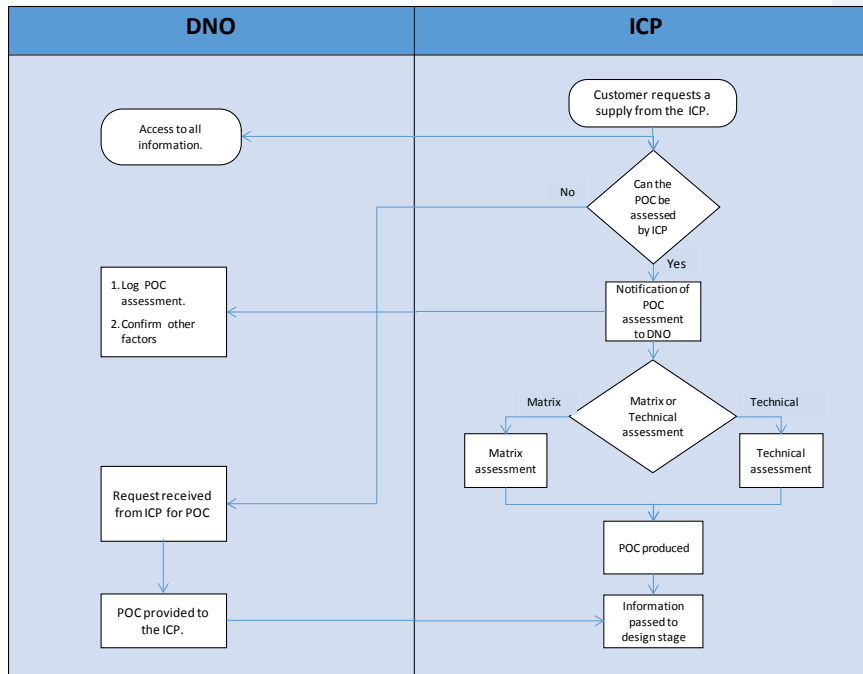 DNO
ICP
Customer requests a
supply from the ICP.
Access to all
information.
Can the
POC be
assessed
by ICP
No
Yes
1. Log POC
assessment.
2. Confirm other
factors
Notification of
POC
assessment
to DNO
Matrix or
Technical
assessment
Matrix
Technical
Matrix
assessment
Technical
assessment
Request received
from ICP for POC
POC produced
POC provided to
the ICP.
Information
passed to
design stage